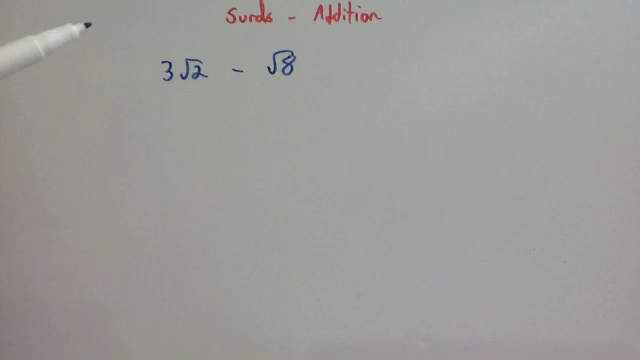 Surds - Addition
3√2 - √8